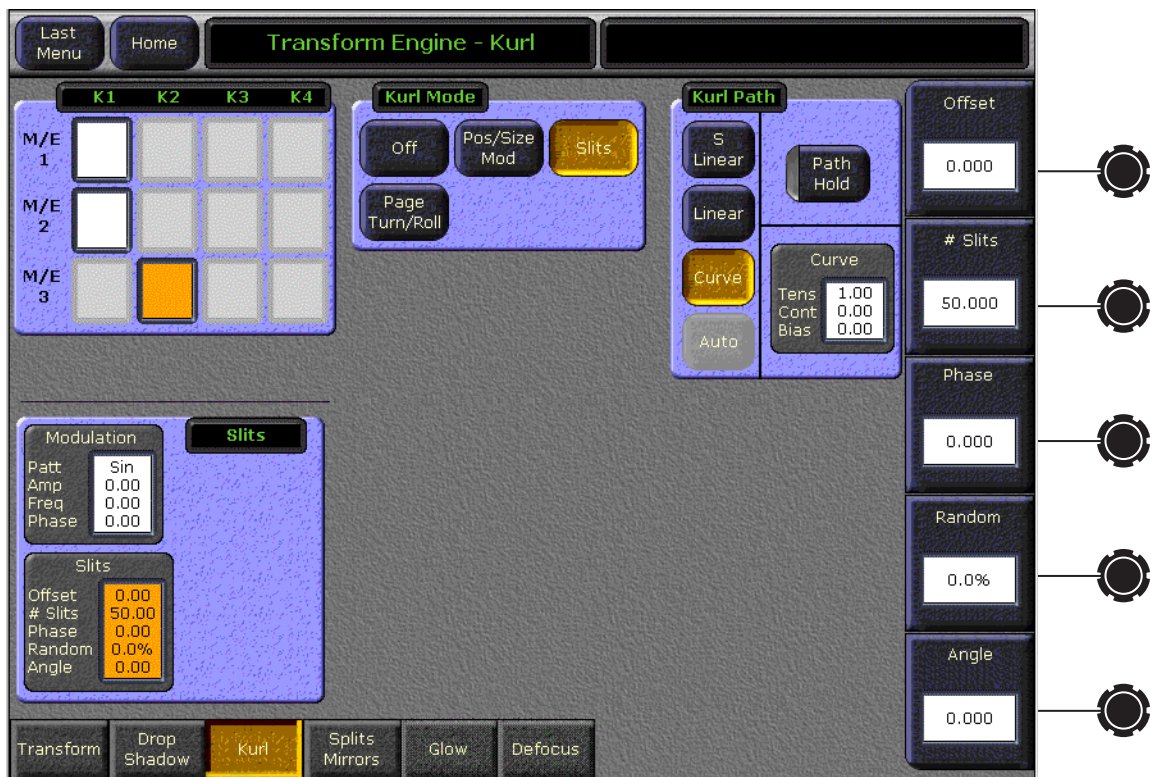 Last
Menu
Home
Transform Engine - Kurl
K1 K2 K3 K4
M/E
1
M/E
2
M/E
3
Kurl Mode
Off
Pos/Size
Mod
Slits
Page
Turn/Roll
Kurl Path
S
Linear
Linear
Curve
Auto
Path
Hold
Curve
Tens 1.00
Cont 0.00
Bias 0.00
Offset
0.000
# Slits
50.000
Phase
0.000
Random
0.0%
Angle
0.000
Slits
Modulation
Patt Sin
Amp 0.00
Freq 0.00
Phase 0.00
Slits
Offset 0.00
# Slits 50.00
Phase 0.00
Random 0.0%
Angle 0.00
Transform
Drop
Shadow
Kurl
Splits
Mirrors
Glow
Defocus